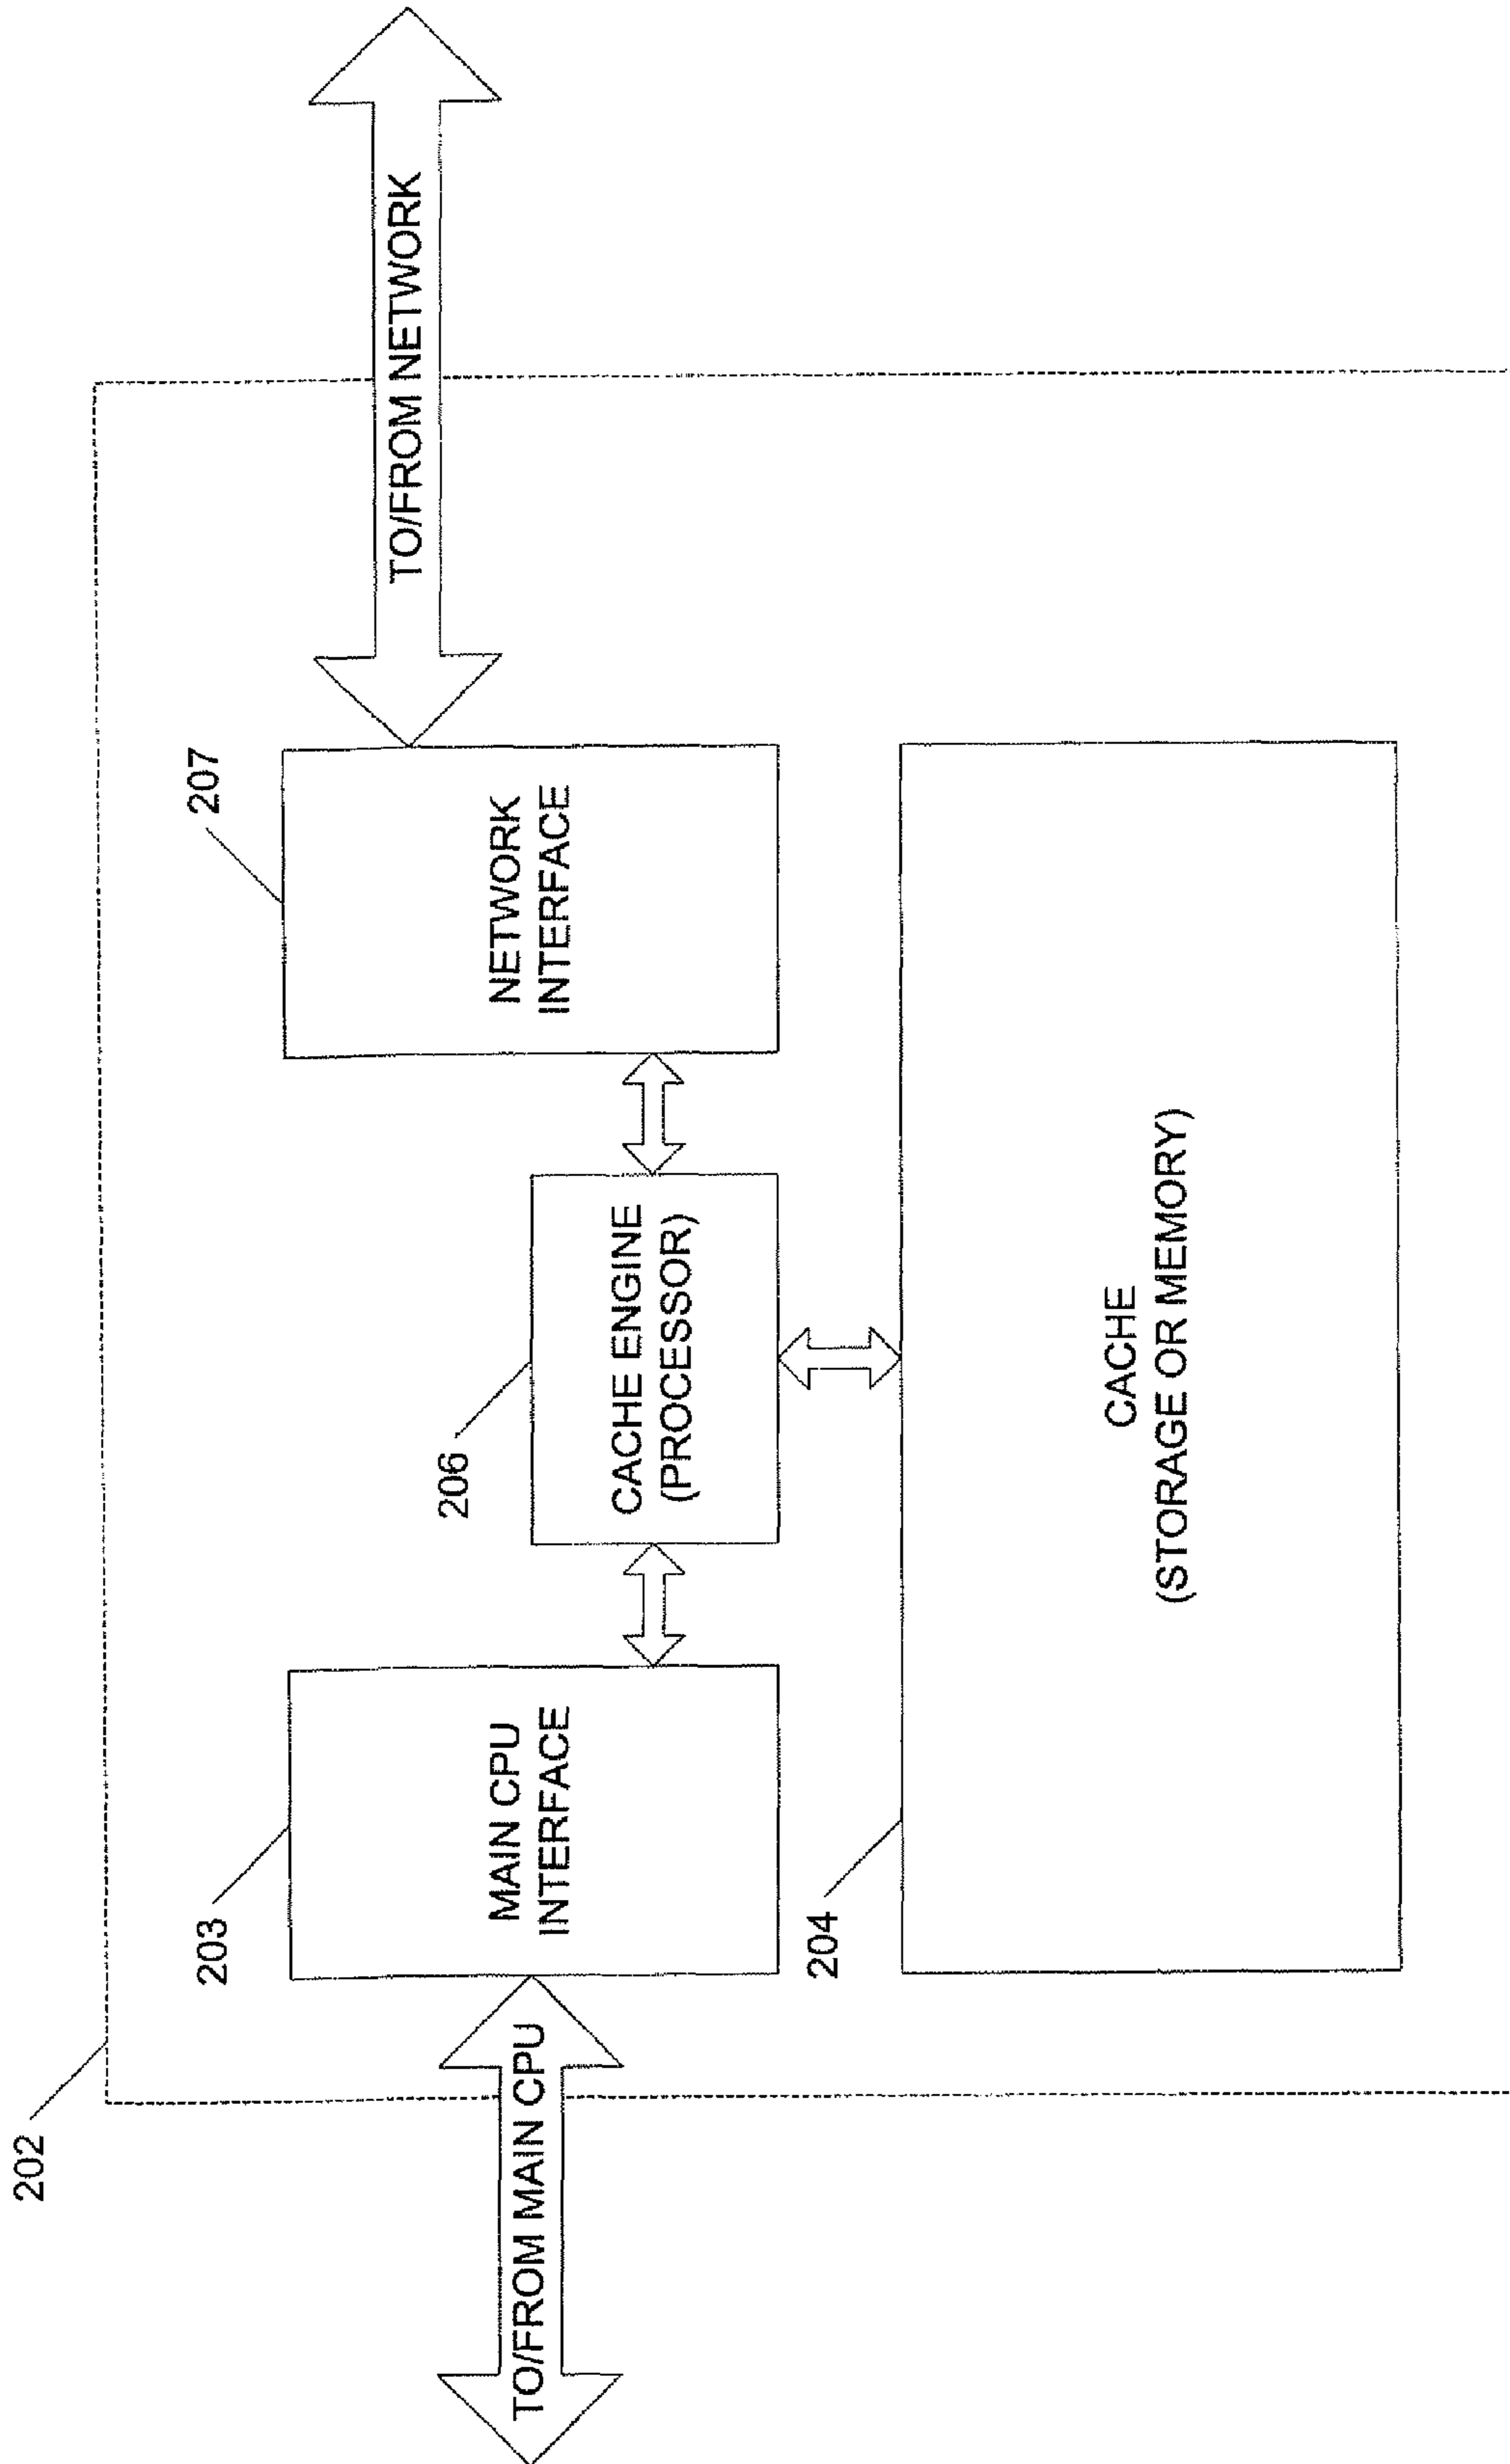 202
203
207
MAIN CPU
INTERFACE
NETWORK
INTERFACE
TO/FROM NETWORK
206
TO/FROM MAIN CPU
CACHE ENGINE
(PROCESSOR)
204
CACHE
(STORAGE OR MEMORY)